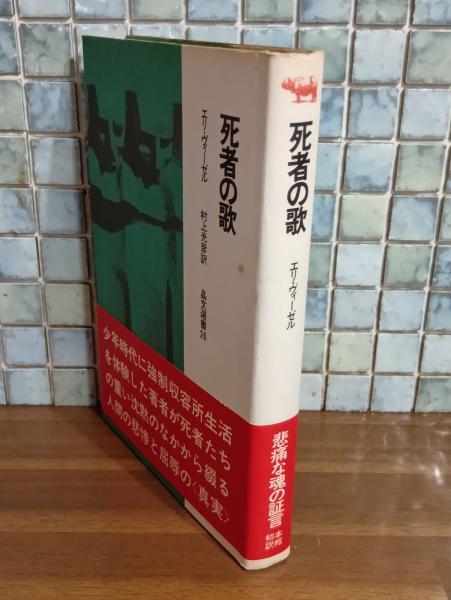 死者の歌
エリ・ヴィーゼル
村上光彦訳
晶文選書26
少年時代に強制収容所生活
を体験した著者が死者たち
の重い沈黙のなかから綴る
人間の悲惨と屈辱の〈真実〉
死者の歌
エリ・ヴィーゼル
悲痛な魂の証言
本邦
初訳